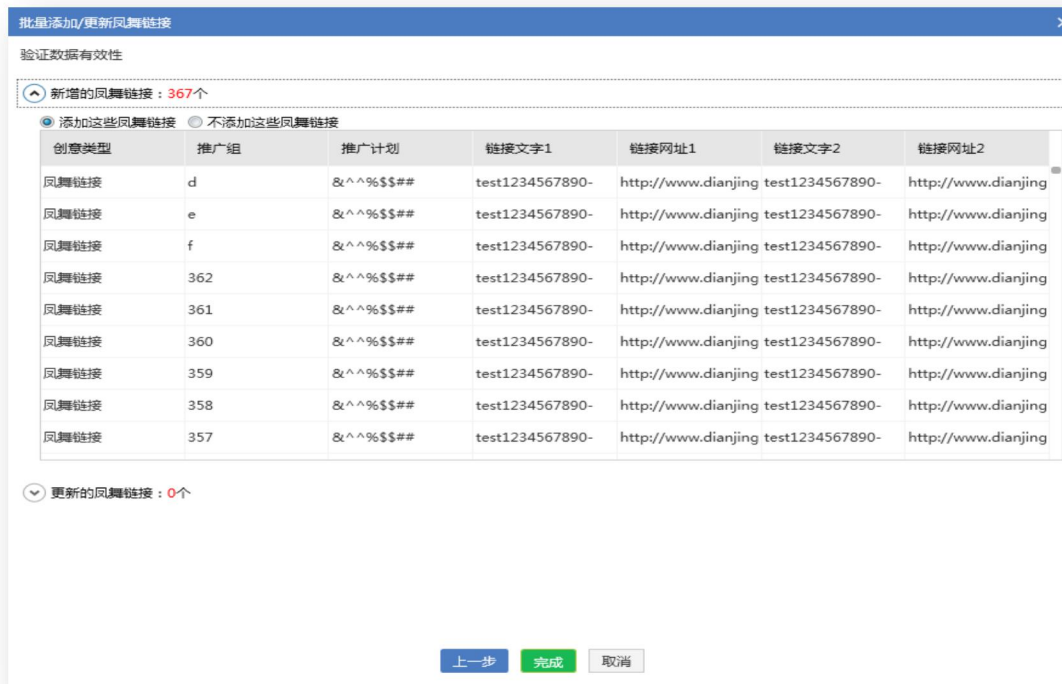 批量添加/更新凤舞链接
验证数据有效性
新增的凤舞链接：367个
添加这些凤舞链接 不添加这些凤舞链接
创意类型 推广组 推广计划 链接文字1 链接网址1 链接文字2 链接网址2
凤舞链接 d &^^%$$## test1234567890- http://www.dianjing test1234567890- http://www.dianjing
凤舞链接 e &^^%$$## test1234567890- http://www.dianjing test1234567890- http://www.dianjing
凤舞链接 f &^^%$$## test1234567890- http://www.dianjing test1234567890- http://www.dianjing
凤舞链接 362 &^^%$$## test1234567890- http://www.dianjing test1234567890- http://www.dianjing
凤舞链接 361 &^^%$$## test1234567890- http://www.dianjing test1234567890- http://www.dianjing
凤舞链接 360 &^^%$$## test1234567890- http://www.dianjing test1234567890- http://www.dianjing
凤舞链接 359 &^^%$$## test1234567890- http://www.dianjing test1234567890- http://www.dianjing
凤舞链接 358 &^^%$$## test1234567890- http://www.dianjing test1234567890- http://www.dianjing
凤舞链接 357 &^^%$$## test1234567890- http://www.dianjing test1234567890- http://www.dianjing
更新的凤舞链接：0个
上一步 完成 取消